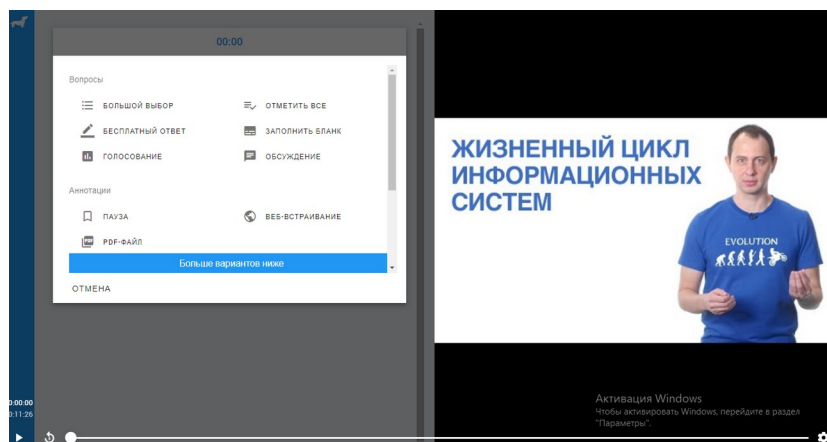 00:00
Вопросы
БОЛЬШОЙ ВЫБОР
ОТМЕТИТЬ ВСЕ
БЕСПЛАТНЫЙ ОТВЕТ
ЗАПОЛНИТЬ БЛАНК
ГОЛОСОВАНИЕ
ОБСУЖДЕНИЕ
Аннотации
ПАУЗА
ВЕБ-ВСТРАИВАНИЕ
PDF
PDF-ФАЙЛ
Больше вариантов ниже
ОТМЕНА
ЖИЗНЕННЫЙ ЦИКЛ
ИНФОРМАЦИОННЫХ
СИСТЕМ
EVOLUTION
Активация Windows
Чтобы активировать Windows, перейдите в раздел
"Параметры".
0:00:00
0:11:26
5